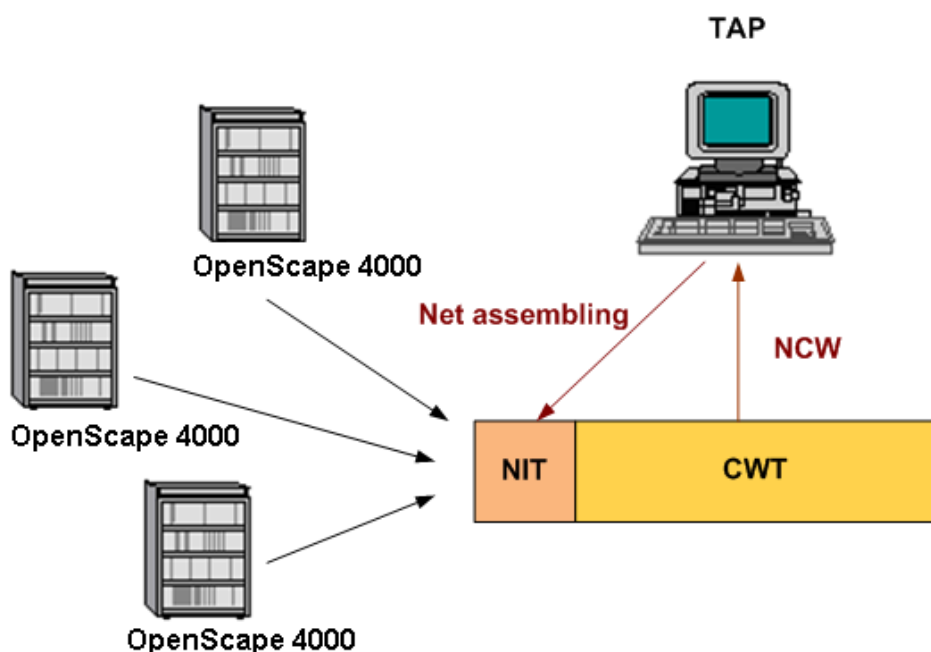 TAP
OpenScape 4000
Net assembling
NCW
OpenScape 4000
NIT
CWT
OpenScape 4000